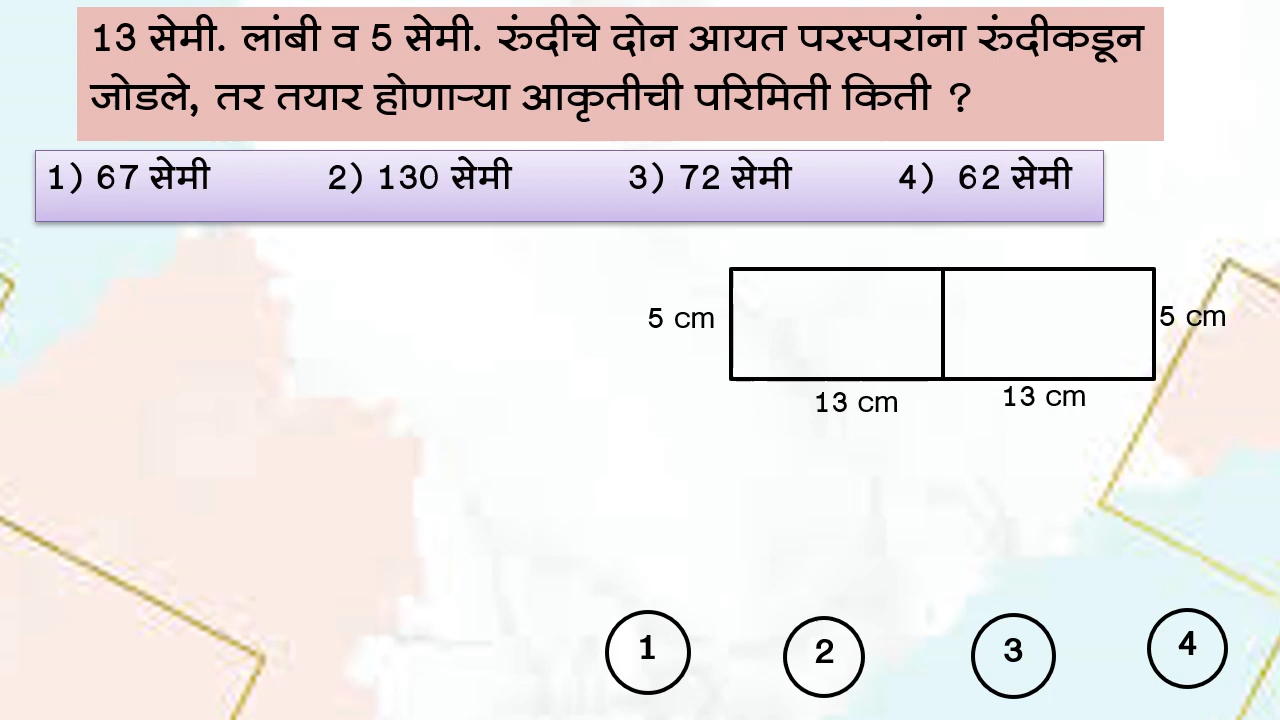 13 सेमी. लांबी व 5 सेमी. रुंदीचे दोन आयत परस्परांना रुंदीकडून
जोडले, तर तयार होणाऱ्या आकृतीची परिमिती किती ?
1) 67 सेमी 2) 130 सेमी 3) 72 सेमी 4) 62 सेमी
5 cm 5 cm
13 cm 13 cm
1 2 3 4